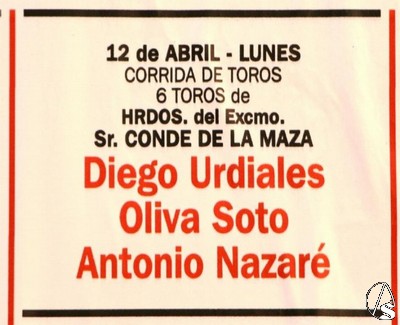 12 de ABRIL - LUNES
CORRIDA DE TOROS
6 TOROS de
HRDOS. del Excmo.
Sr. CONDE DE LA MAZA
Diego Urdiales
Oliva Soto
Antonio Nazaré